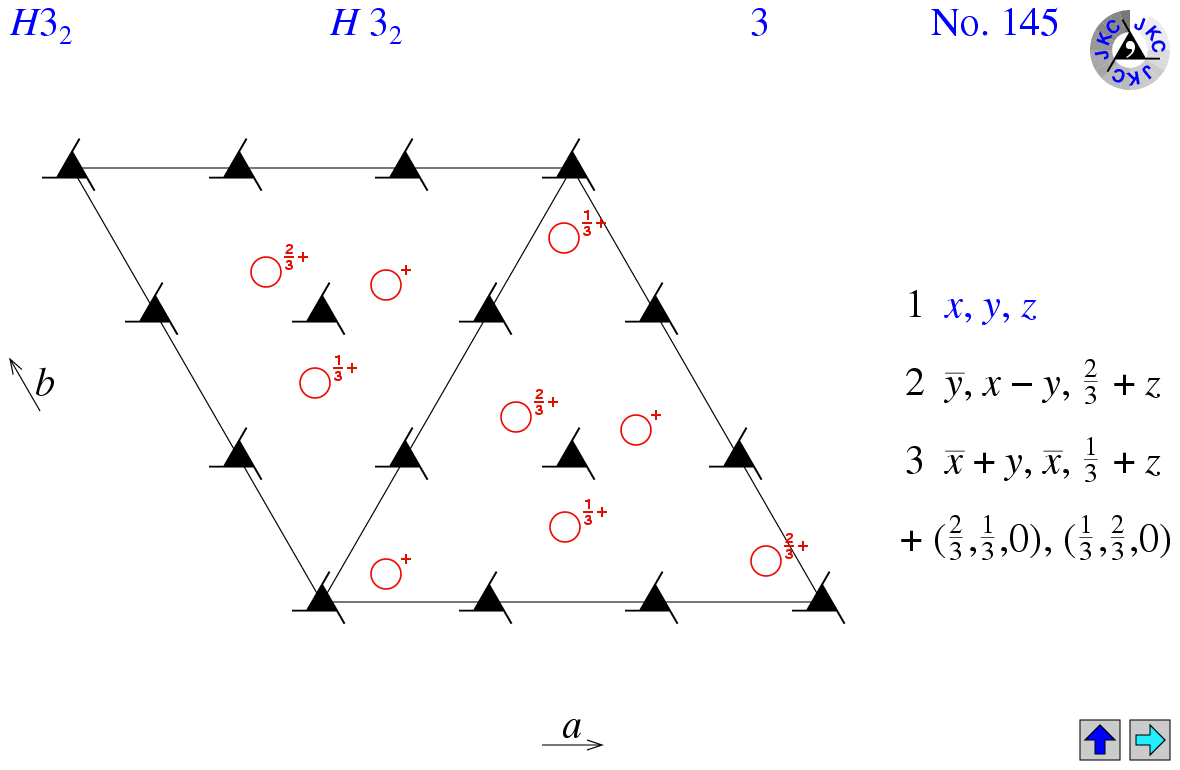 H3₂ H 3₂ 3 No. 145
JKC JKC JKC
1/3+
2/3+ +
1/3+
2/3+ +
1/3+
+ 2/3+
b
a
1 x, y, z
2 y̅, x − y, 2/3 + z
3 x̅ + y, x̅, 1/3 + z
+ (2/3,1/3,0), (1/3,2/3,0)